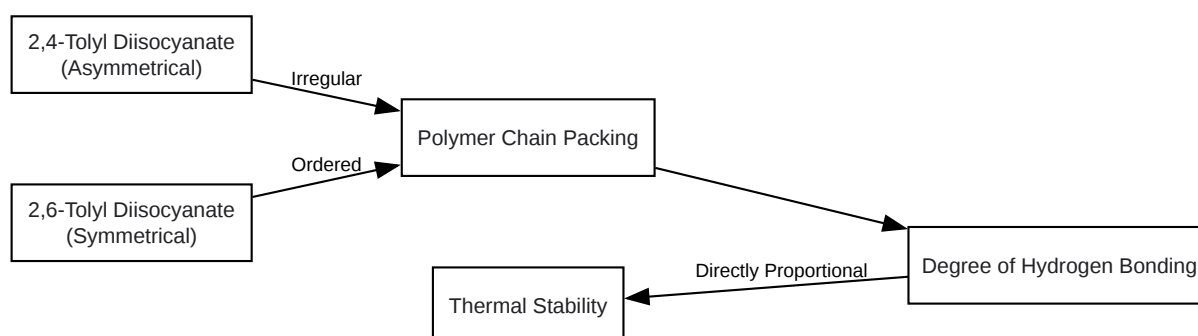 2,4-Tolyl Diisocyanate
(Asymmetrical)
Irregular
Polymer Chain Packing
Ordered
2,6-Tolyl Diisocyanate
(Symmetrical)
Directly Proportional
Degree of Hydrogen Bonding
Thermal Stability